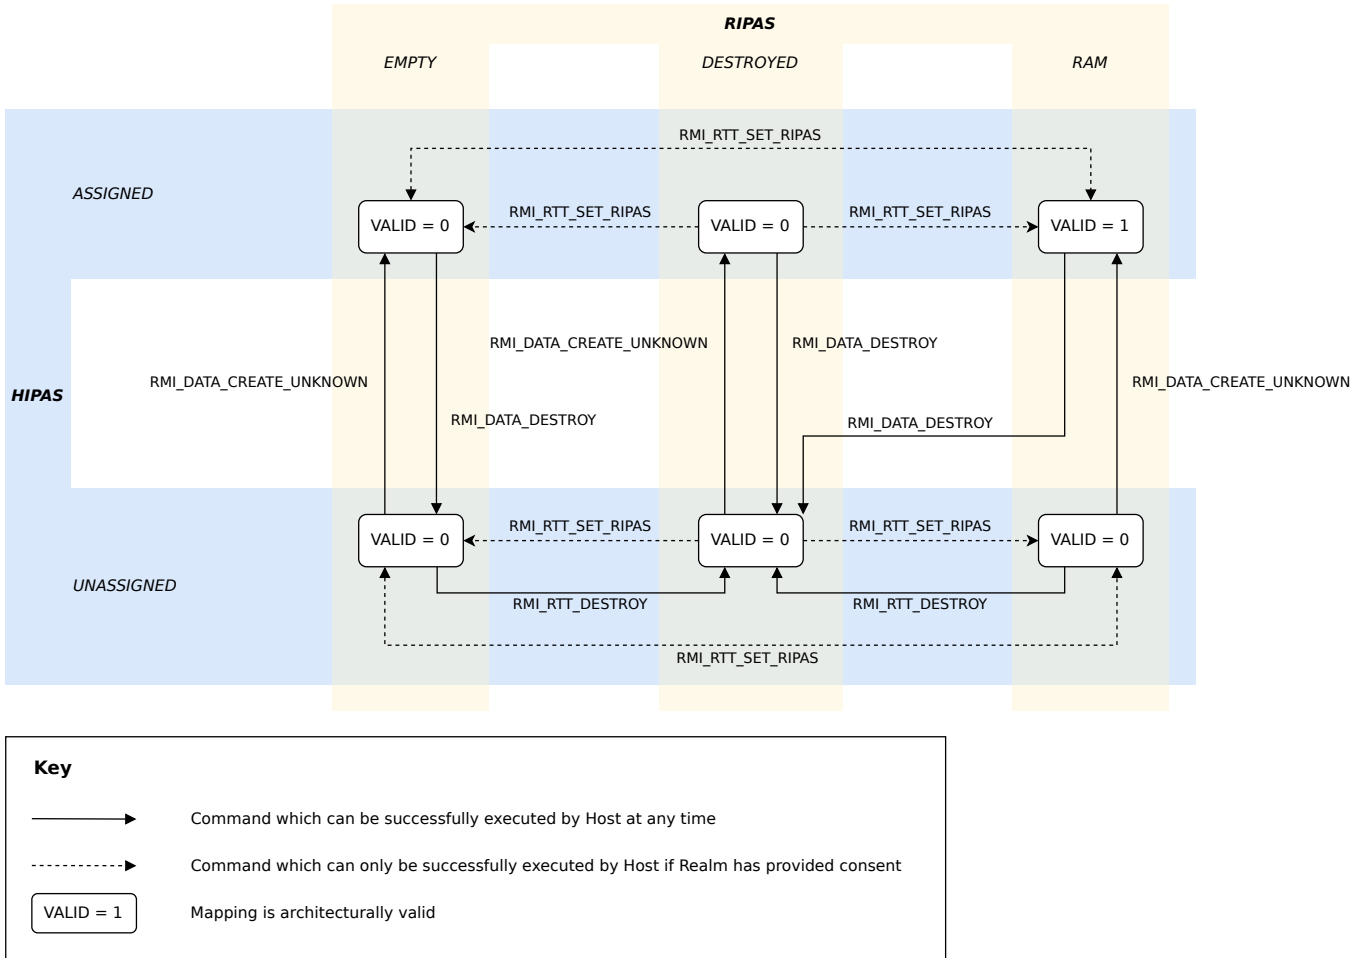 RIPAS
EMPTY
DESTROYED
RAM
RMI_RTT_SET_RIPAS
ASSIGNED
RMI_RTT_SET_RIPAS
RMI_RTT_SET_RIPAS
VALID = 0
VALID = 0
VALID = 1
RMI_DATA_CREATE_UNKNOWN
RMI_DATA_DESTROY
RMI_DATA_CREATE_UNKNOWN
RMI_DATA_CREATE_UNKNOWN
HIPAS
RMI_DATA_DESTROY
RMI_DATA_DESTROY
RMI_RTT_SET_RIPAS
RMI_RTT_SET_RIPAS
VALID = 0
VALID = 0
VALID = 0
UNASSIGNED
RMI_RTT_DESTROY
RMI_RTT_DESTROY
RMI_RTT_SET_RIPAS
Key
Command which can be successfully executed by Host at any time
Command which can only be successfully executed by Host if Realm has provided consent
VALID = 1
Mapping is architecturally valid